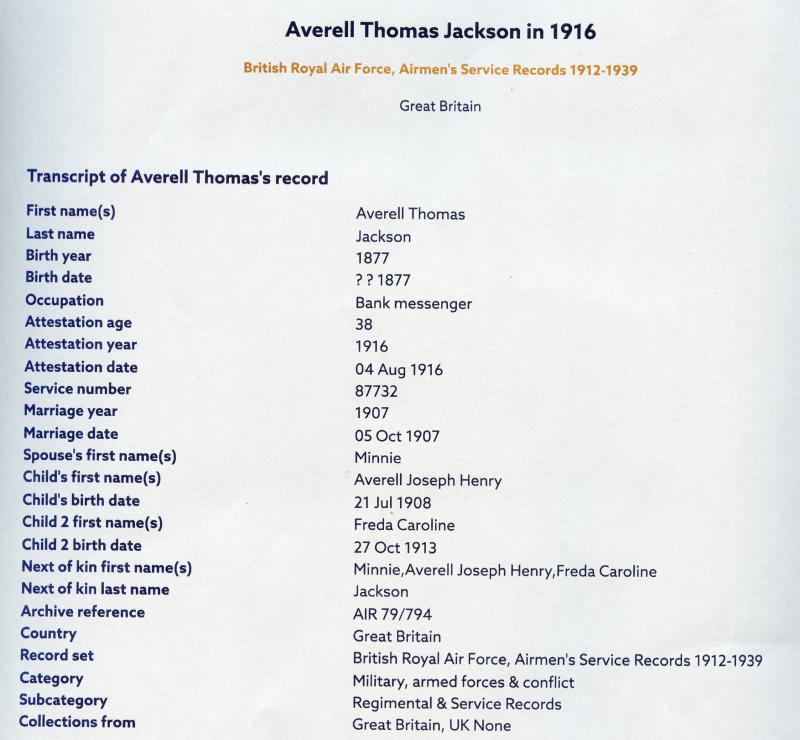 Averell Thomas Jackson in 1916
British Royal Air Force, Airmen's Service Records 1912-1939
Great Britain
Transcript of Averell Thomas's record
First name(s) Averell Thomas
Last name Jackson
Birth year 1877
Birth date ? ? 1877
Occupation Bank messenger
Attestation age 38
Attestation year 1916
Attestation date 04 Aug 1916
Service number 87732
Marriage year 1907
Marriage date 05 Oct 1907
Spouse's first name(s) Minnie
Child's first name(s) Averell Joseph Henry
Child's birth date 21 Jul 1908
Child 2 first name(s) Freda Caroline
Child 2 birth date 27 Oct 1913
Next of kin first name(s) Minnie,Averell Joseph Henry,Freda Caroline
Next of kin last name Jackson
Archive reference AIR 79/794
Country Great Britain
Record set British Royal Air Force, Airmen's Service Records 1912-1939
Category Military, armed forces & conflict
Subcategory Regimental & Service Records
Collections from Great Britain, UK None